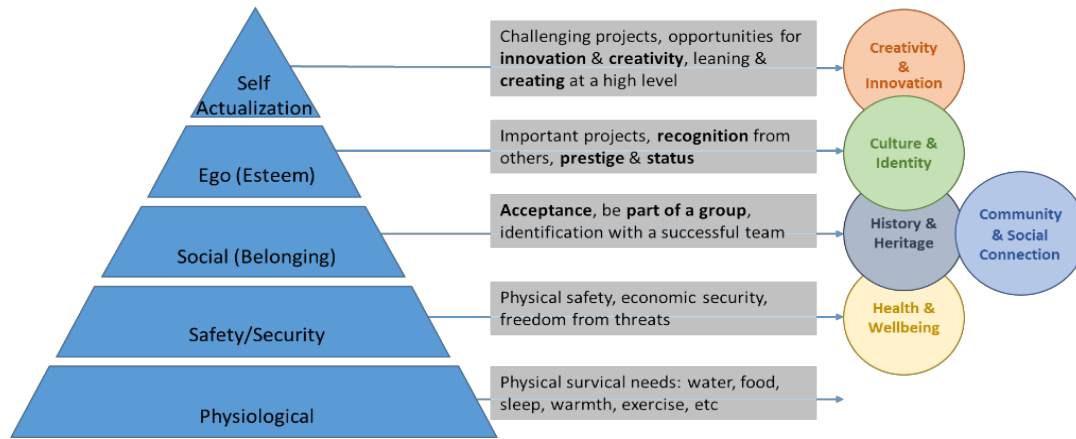 Self
Actualization
Challenging projects, opportunities for
innovation & creativity, leaning &
creating at a high level
Creativity
&
Innovation
Ego (Esteem)
Important projects, recognition from
others, prestige & status
Culture &
Identity
Social (Belonging)
Acceptance, be part of a group,
identification with a successful team
History &
Heritage
Community
& Social
Connection
Safety/Security
Physical safety, economic security,
freedom from threats
Health &
Wellbeing
Physiological
Physical survical needs: water, food,
sleep, warmth, exercise, etc